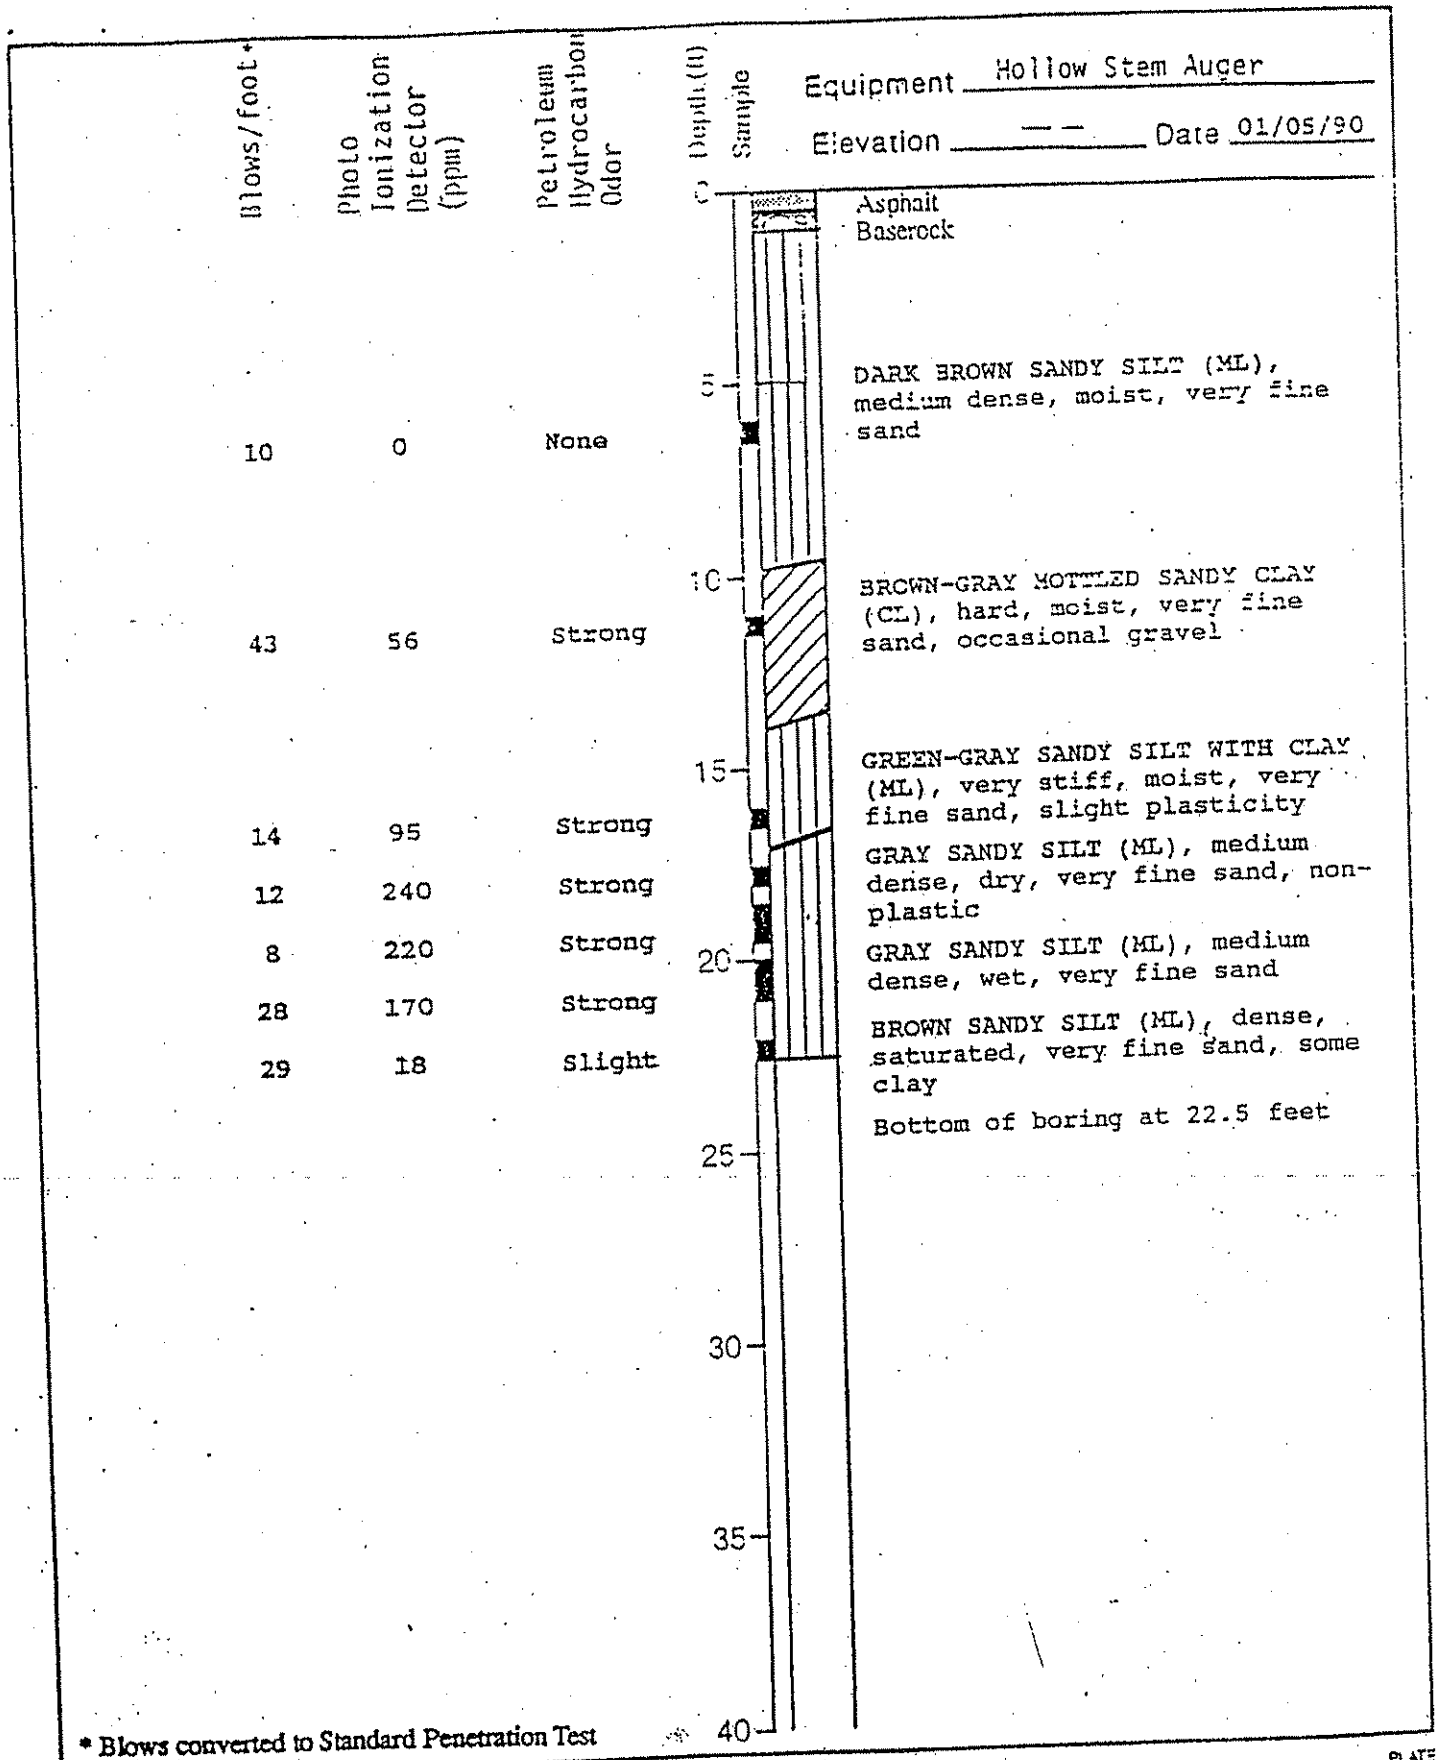 Blows/foot*
Photo
Ionization
Detector
(ppm)
Petroleum
Hydrocarbon
Odor
Depth (ft)
Sample
Equipment Hollow Stem Auger
Elevation -- Date 01/05/90
0
Asphalt
Baserock
5
DARK BROWN SANDY SILT (ML),
medium dense, moist, very fine
sand
10 0 None
10
BROWN-GRAY MOTTLED SANDY CLAY
(CL), hard, moist, very fine
sand, occasional gravel
43 56 Strong
15
GREEN-GRAY SANDY SILT WITH CLAY
(ML), very stiff, moist, very
fine sand, slight plasticity
14 95 Strong
GRAY SANDY SILT (ML), medium
dense, dry, very fine sand, non-
plastic
12 240 Strong
8 220 Strong
20
GRAY SANDY SILT (ML), medium
dense, wet, very fine sand
28 170 Strong
BROWN SANDY SILT (ML), dense,
saturated, very fine sand, some
clay
29 18 Slight
Bottom of boring at 22.5 feet
25
30
35
40
* Blows converted to Standard Penetration Test
PLATE